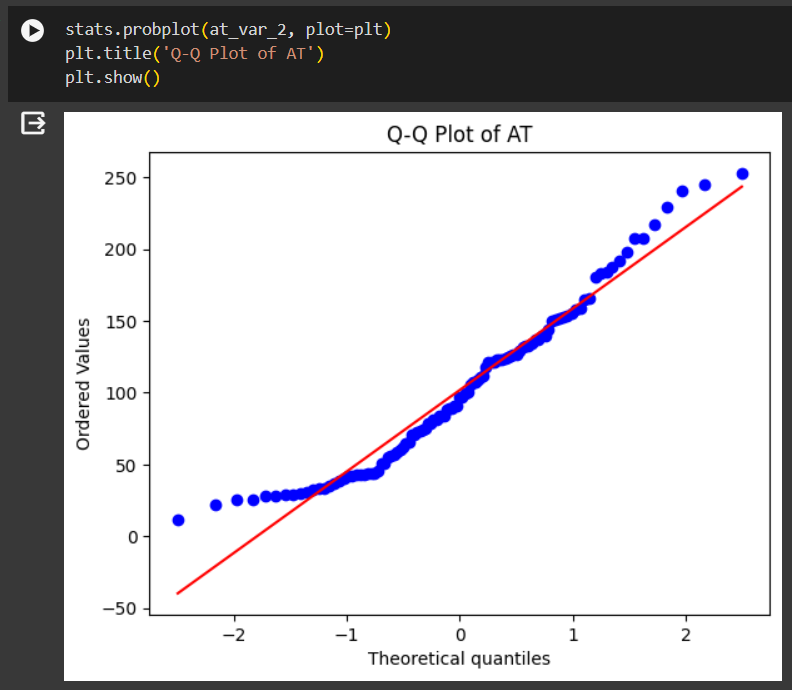 stats.probplot(at_var_2, plot=plt)
plt.title('Q-Q Plot of AT')
plt.show()
Q-Q Plot of AT
250
200
150
100
50
0
−50
Ordered Values
−2
−1
0
1
2
Theoretical quantiles